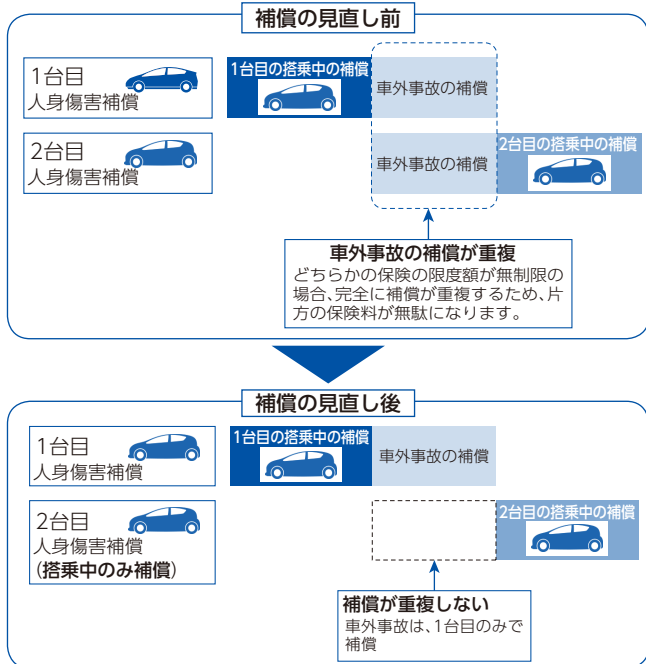 補償の見直し前
1台目
人身傷害補償
1台目の搭乗中の補償
車外事故の補償
2台目
人身傷害補償
車外事故の補償
2台目の搭乗中の補償
車外事故の補償が重複
どちらかの保険の限度額が無制限の
場合、完全に補償が重複するため、片
方の保険料が無駄になります。
補償の見直し後
1台目
人身傷害補償
1台目の搭乗中の補償
車外事故の補償
2台目
人身傷害補償
(搭乗中のみ補償)
2台目の搭乗中の補償
補償が重複しない
車外事故は、1台目のみで
補償